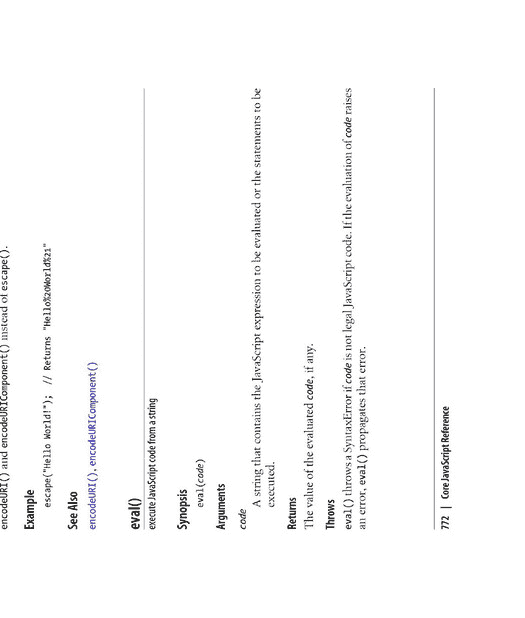 encodeURI() and encodeURIComponent() instead of escape().
Example
escape("Hello World!"); // Returns "Hello%20World%21"
See Also
encodeURI(), encodeURIComponent()
eval()
execute JavaScript code from a string
Synopsis
eval(code)
Arguments
code
A string that contains the JavaScript expression to be evaluated or the statements to be
executed.
Returns
The value of the evaluated code, if any.
Throws
eval() throws a SyntaxError if code is not legal JavaScript code. If the evaluation of code raises
an error, eval() propagates that error.
772 | Core JavaScript Reference